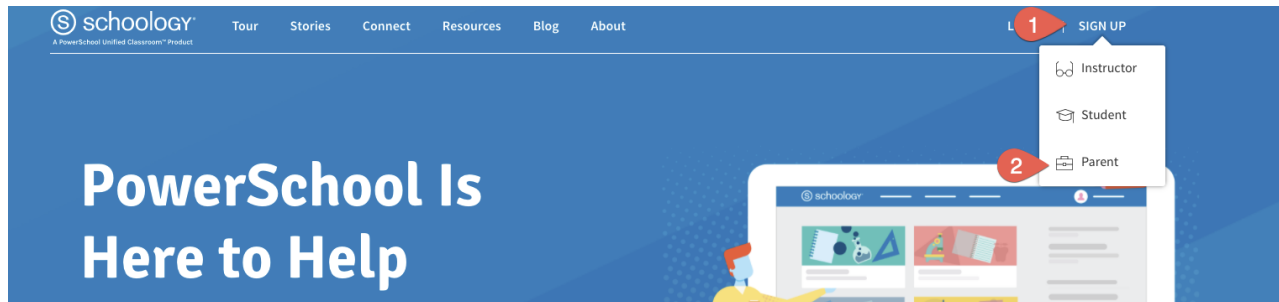 schoology
A PowerSchool Unified Classroom™ Product
Tour Stories Connect Resources Blog About
L 1 SIGN UP
Instructor
Student
2 Parent
PowerSchool Is
Here to Help
schoology